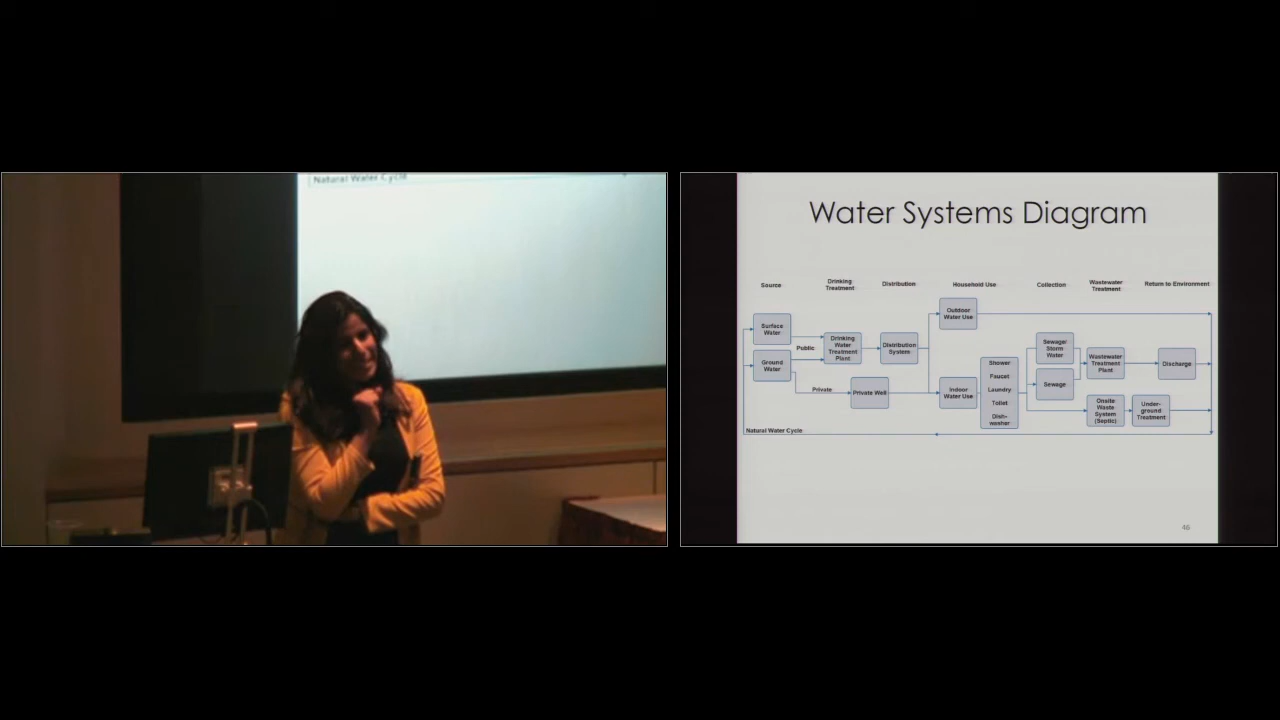 Natural Water Cycle
Water Systems Diagram
Source
Drinking
Treatment
Distribution
Household Use
Collection
Wastewater
Treatment
Return to Environment
Surface
Water
Ground
Water
Public
Private
Drinking
Water
Treatment
Plant
Distribution
System
Private Well
Outdoor
Water Use
Indoor
Water Use
Shower
Faucet
Laundry
Toilet
Dish-
washer
Sewage/
Storm
Water
Sewage
Wastewater
Treatment
Plant
Onsite
Waste
System
(Septic)
Under-
ground
Treatment
Discharge
Natural Water Cycle
46